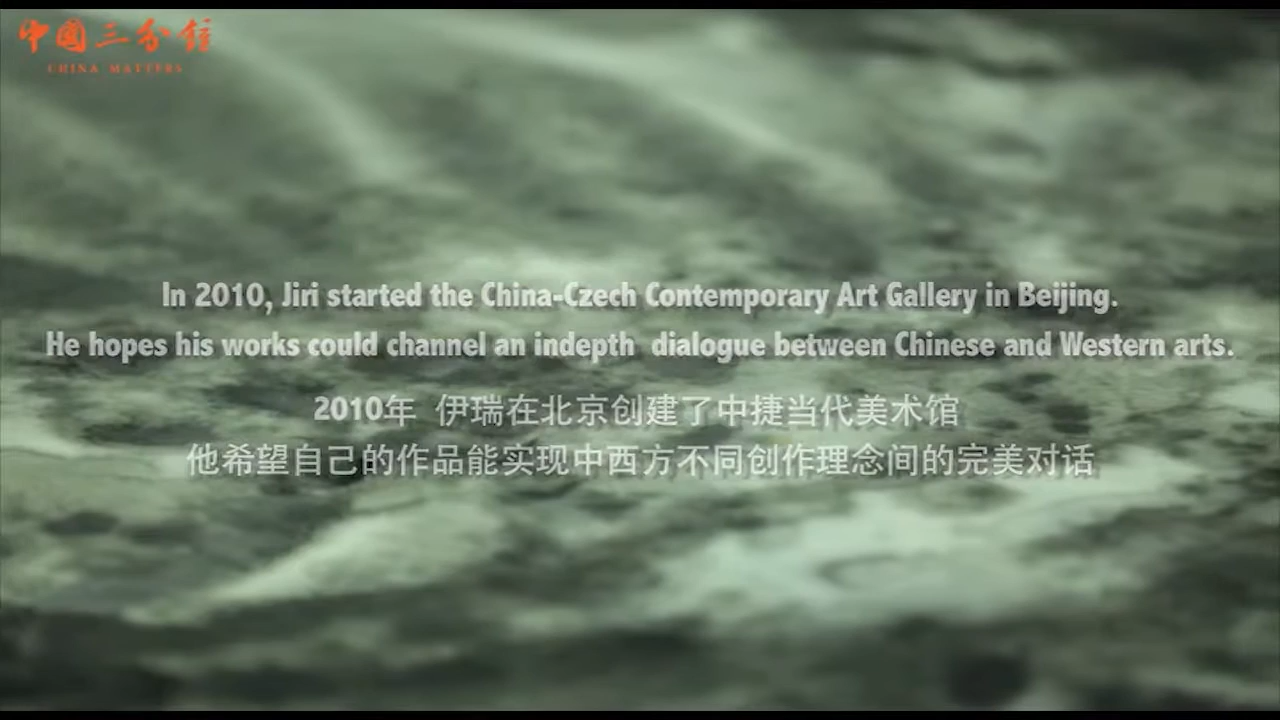 中國三分鐘
CHINA MATTERS
In 2010, Jiri started the China-Czech Contemporary Art Gallery in Beijing.
He hopes his works could channel an indepth dialogue between Chinese and Western arts.
2010年 伊瑞在北京创建了中捷当代美术馆
他希望自己的作品能实现中西方不同创作理念间的完美对话